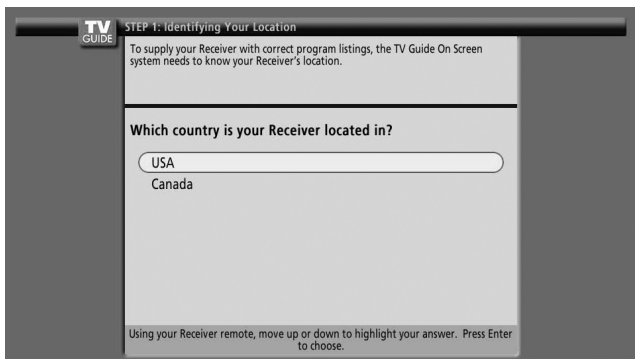 TV
GUIDE
STEP 1: Identifying Your Location
To supply your Receiver with correct program listings, the TV Guide On Screen
system needs to know your Receiver's location.
Which country is your Receiver located in?
USA
Canada
Using your Receiver remote, move up or down to highlight your answer. Press Enter
to choose.